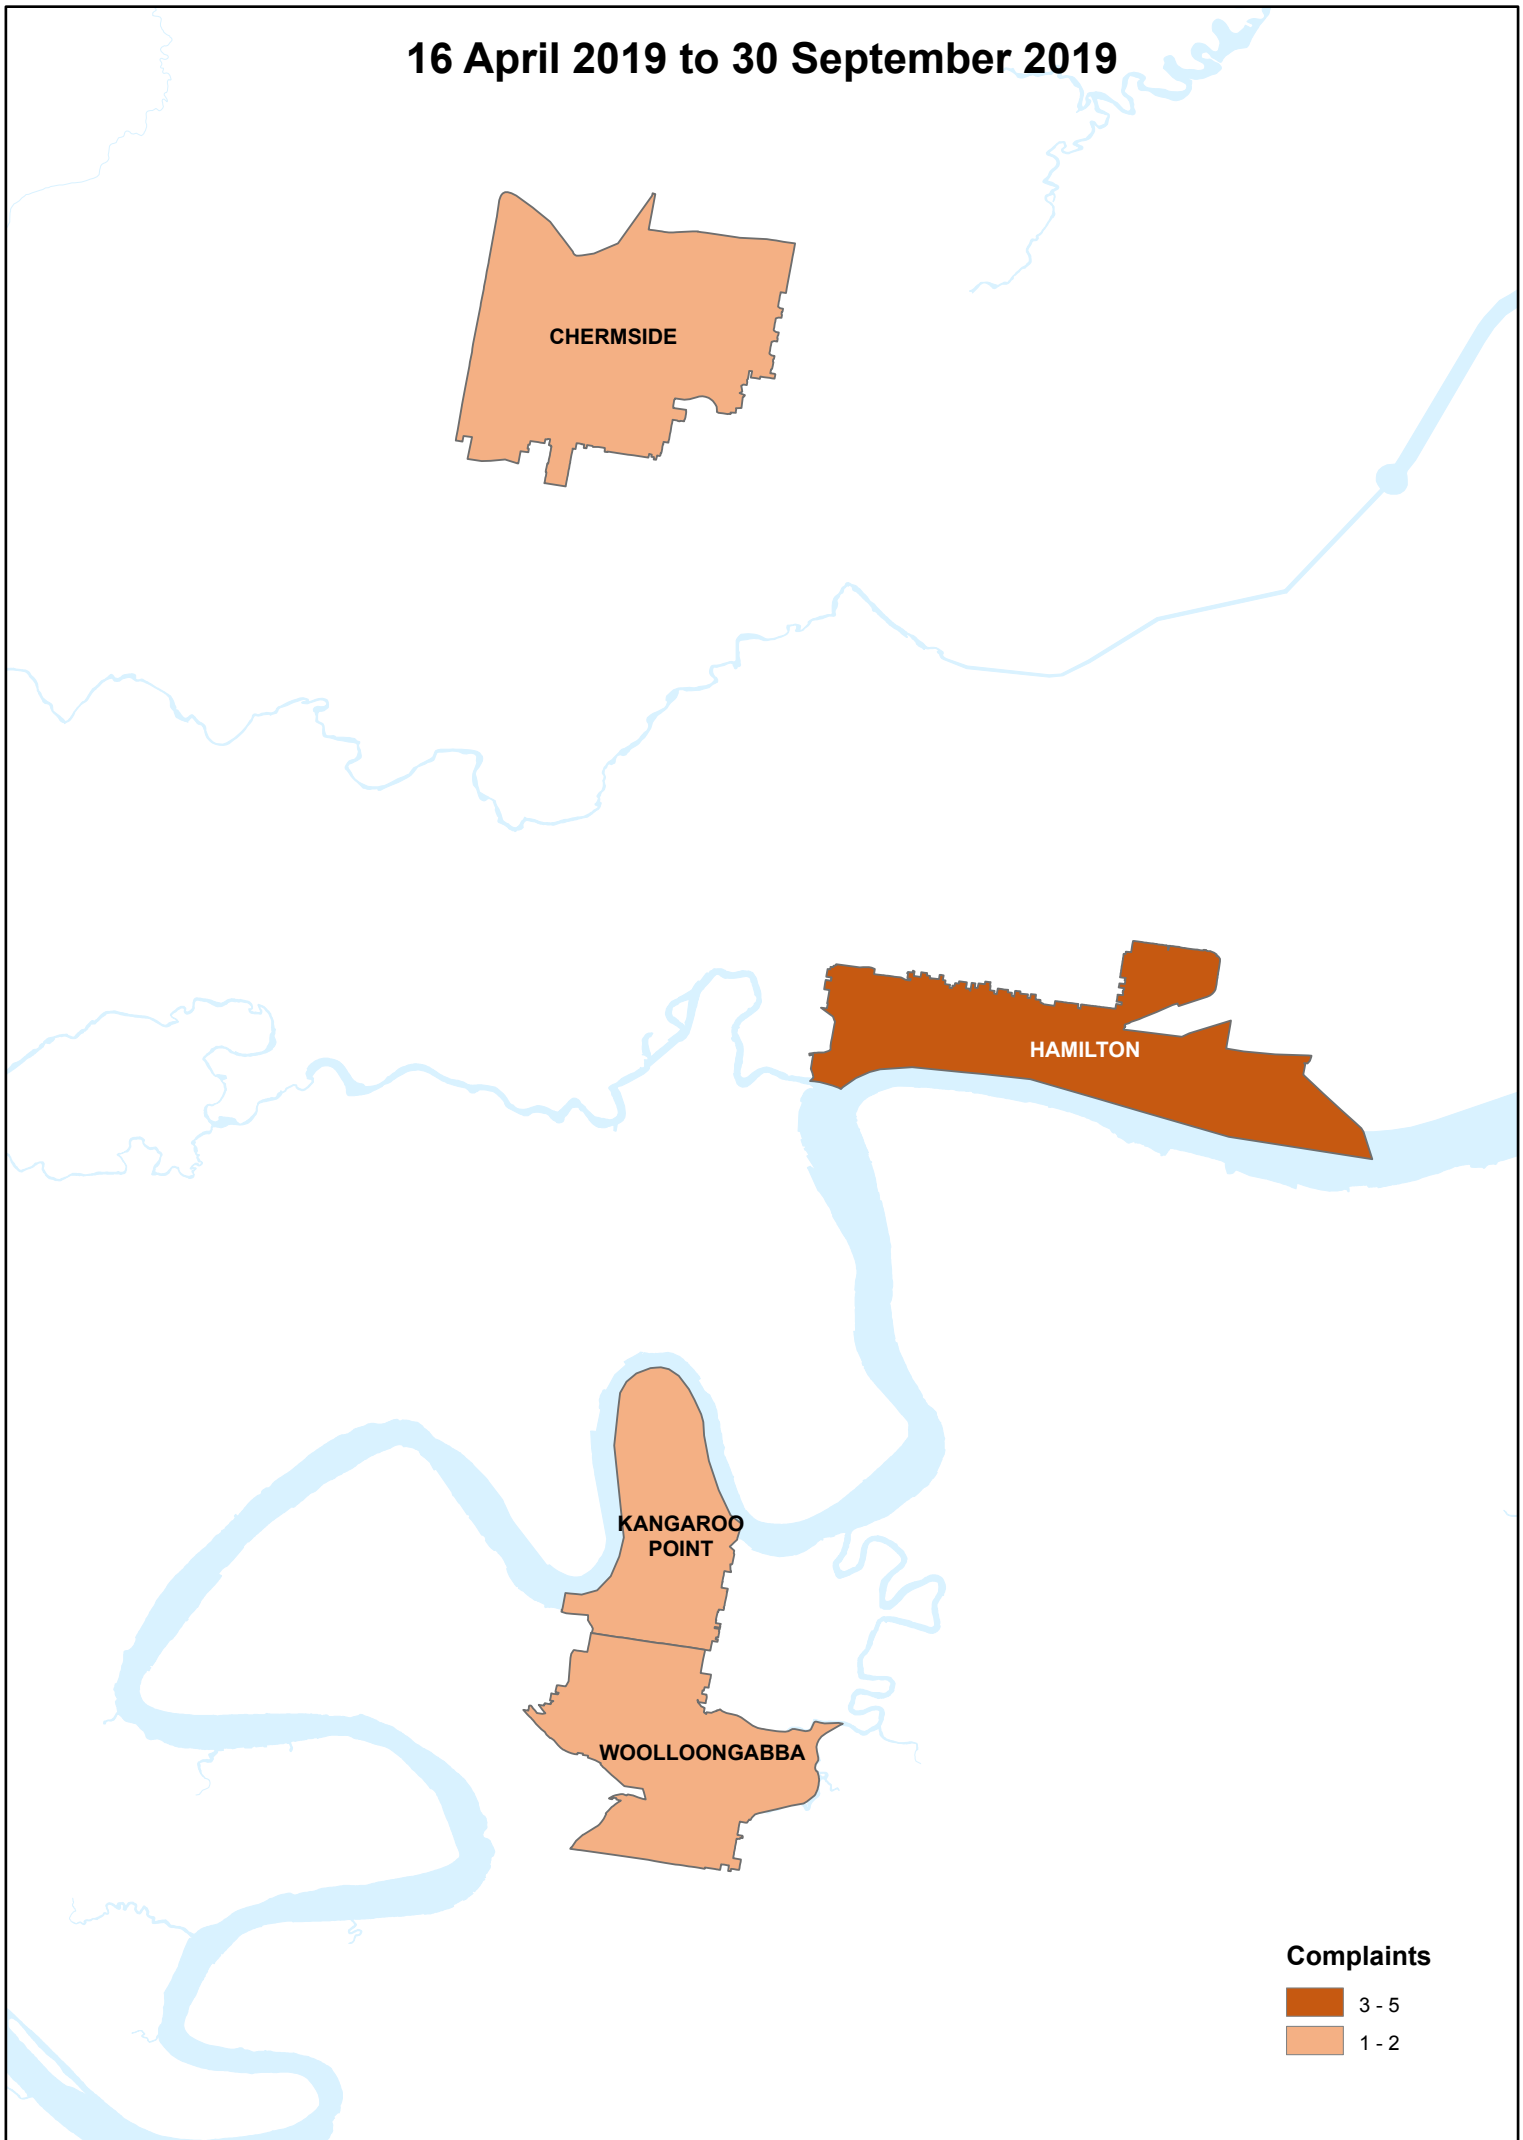 16 April 2019 to 30 September 2019
CHERMSIDE
HAMILTON
KANGAROO
POINT
WOOLLOONGABBA
Complaints
3 - 5
1 - 2